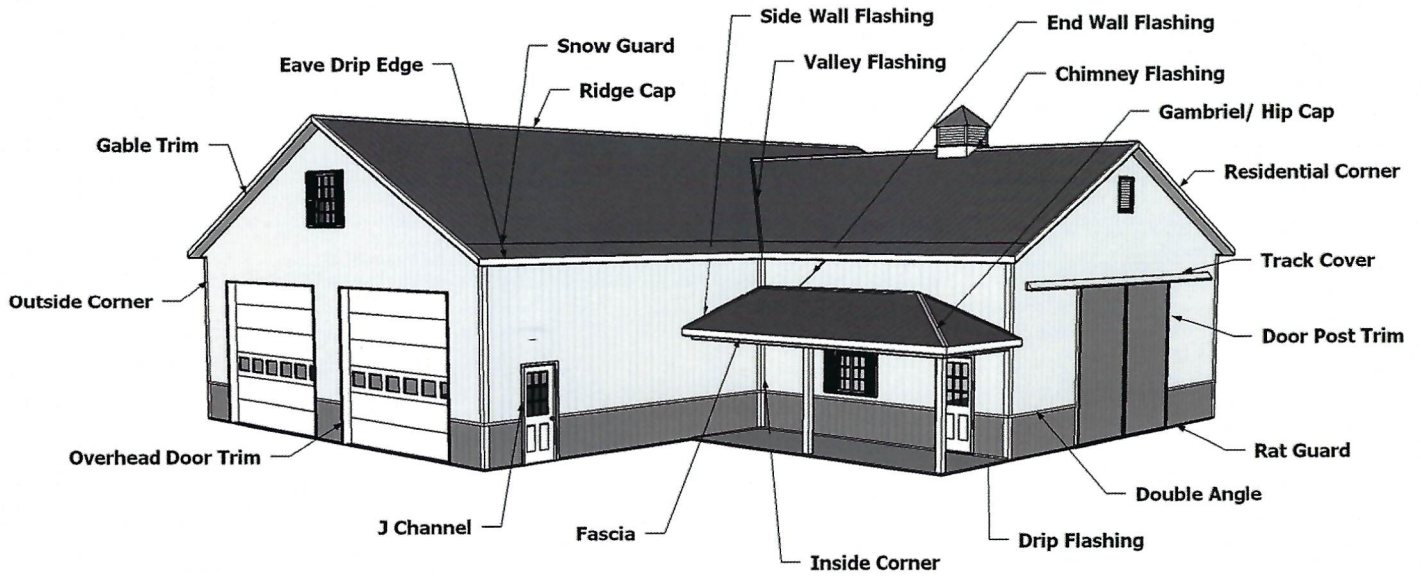 Side Wall Flashing
End Wall Flashing
Snow Guard
Valley Flashing
Eave Drip Edge
Chimney Flashing
Ridge Cap
Gambriel/ Hip Cap
Gable Trim
Residential Corner
Track Cover
Outside Corner
Door Post Trim
Overhead Door Trim
Rat Guard
Double Angle
J Channel
Fascia
Drip Flashing
Inside Corner